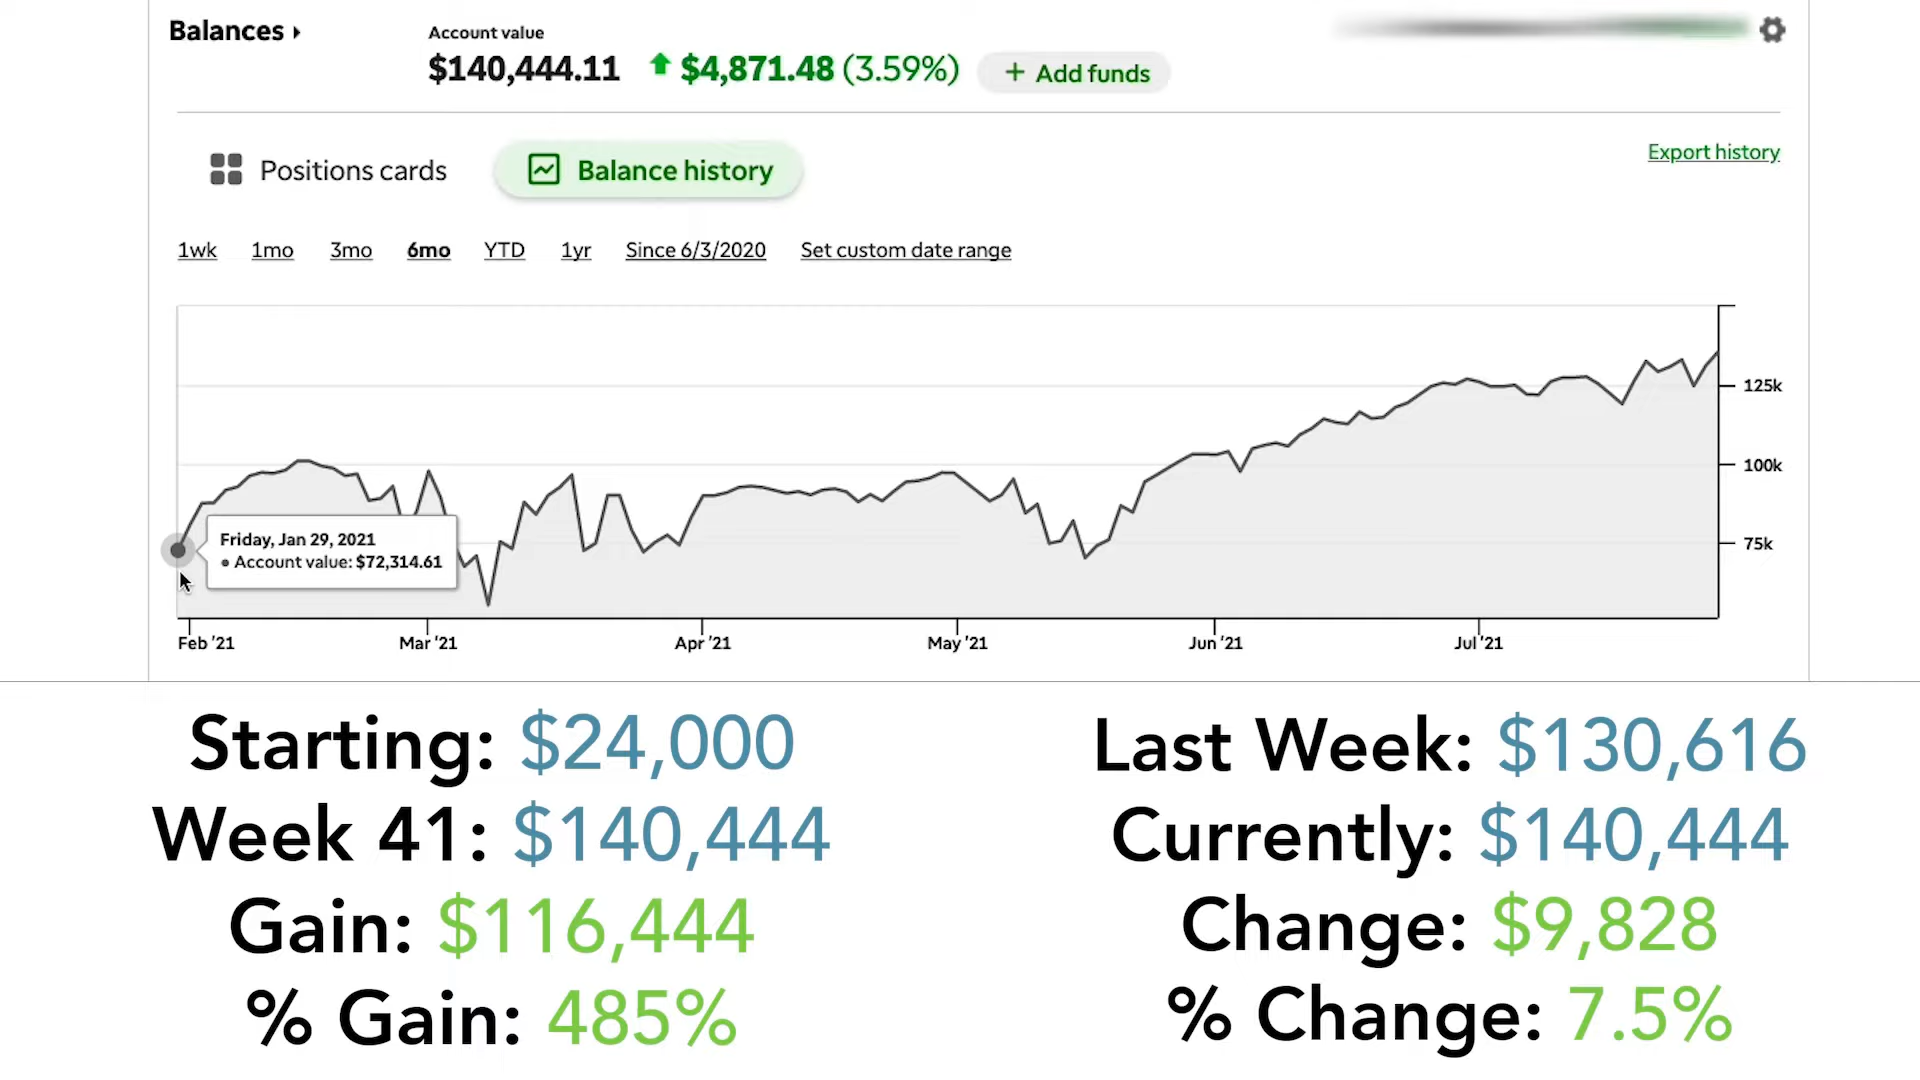 Balances
Account value
$140,444.11 $4,871.48 (3.59%) + Add funds
Positions cards Balance history Export history
1wk 1mo 3mo 6mo YTD 1yr Since 6/3/2020 Set custom date range
125k
100k
75k
Friday, Jan 29, 2021
• Account value: $72,314.61
Feb '21 Mar '21 Apr '21 May '21 Jun '21 Jul '21
Starting: $24,000
Week 41: $140,444
Gain: $116,444
% Gain: 485%
Last Week: $130,616
Currently: $140,444
Change: $9,828
% Change: 7.5%